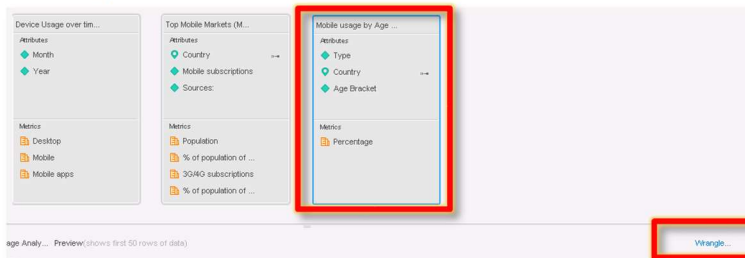 Device Usage over tim...
Attributes
Month
Year
Metrics
Desktop
Mobile
Mobile apps
Top Mobile Markets (M...
Attributes
Country
Mobile subscriptions
Sources:
Metrics
Population
% of population of ...
3G/4G subscriptions
% of population of ...
Mobile usage by Age ...
Attributes
Type
Country
Age Bracket
Metrics
Percentage
age Analy... Preview(shows first 50 rows of data)
Wrangle...